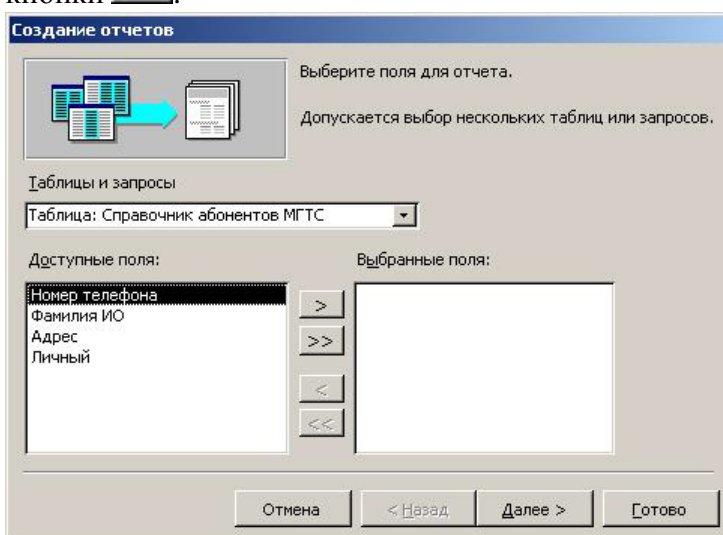 кнопки .
Создание отчетов
Выберите поля для отчета.
Допускается выбор нескольких таблиц или запросов.
Таблицы и запросы
Таблица: Справочник абонентов МГТС
Доступные поля:
Выбранные поля:
Номер телефона
Фамилия ИО
Адрес
Личный
>
>>
<
<<
Отмена
< Назад
Далее >
Готово